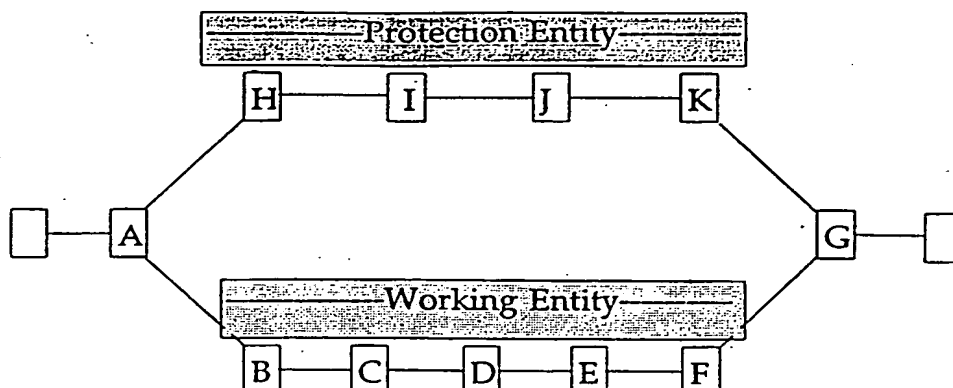 Protection Entity
H I J K
A G
Working Entity
B C D E F